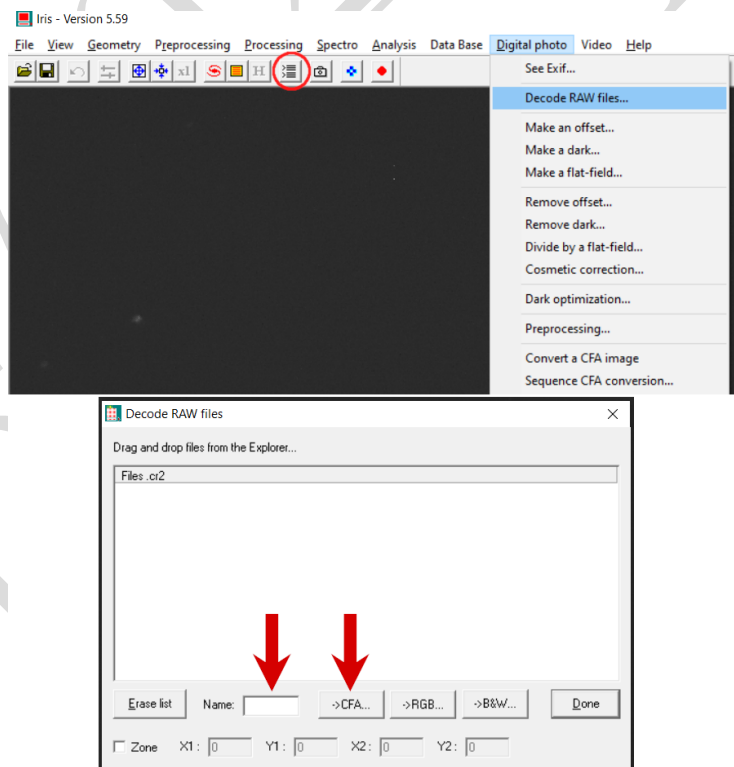 Iris - Version 5.59
File View Geometry Preprocessing Processing Spectro Analysis Data Base Digital photo Video Help
x1 H
See Exif...
Decode RAW files...
Make an offset...
Make a dark...
Make a flat-field...
Remove offset...
Remove dark...
Divide by a flat-field...
Cosmetic correction...
Dark optimization...
Preprocessing...
Convert a CFA image
Sequence CFA conversion...
Decode RAW files
Drag and drop files from the Explorer...
Files .cr2
Erase list Name: ->CFA... ->RGB... ->B&W... Done
Zone X1 : 0 Y1 : 0 X2 : 0 Y2 : 0